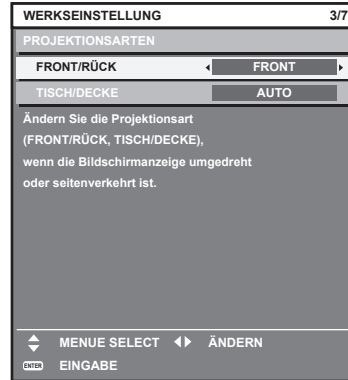 WERKSEINSTELLUNG 3/7
PROJEKTIONSARTEN
FRONT/RÜCK FRONT
TISCH/DECKE AUTO
Ändern Sie die Projektionsart
(FRONT/RÜCK, TISCH/DECKE),
wenn die Bildschirmanzeige umgedreht
oder seitenverkehrt ist.
MENUE SELECT ÄNDERN
ENTER EINGABE